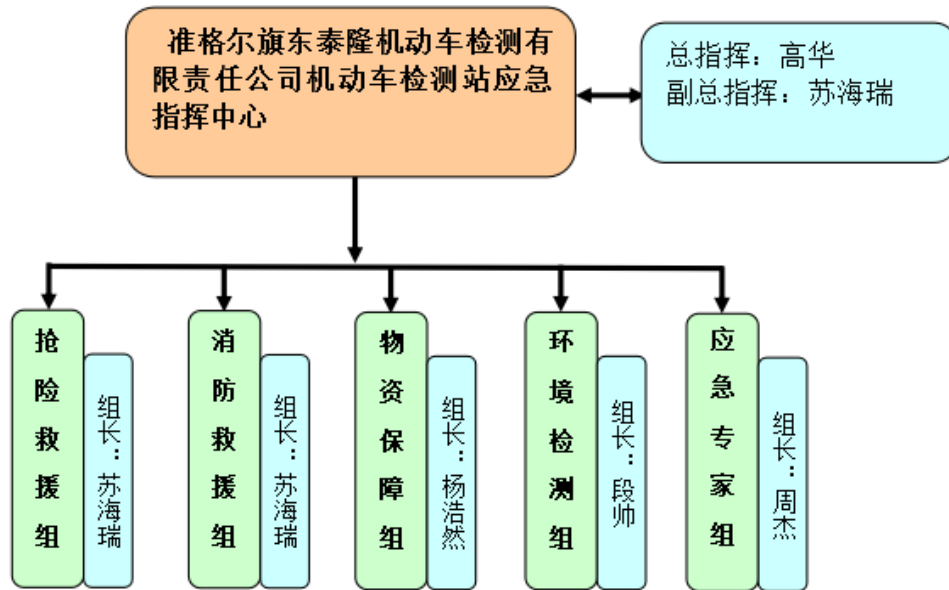 准格尔旗东泰隆机动车检测有
限责任公司机动车检测站应急
指挥中心
总指挥：高华
副总指挥：苏海瑞
抢险救援组
组长：苏海瑞
消防救援组
组长：苏海瑞
物资保障组
组长：杨浩然
环境检测组
组长：段帅
应急专家组
组长：周杰